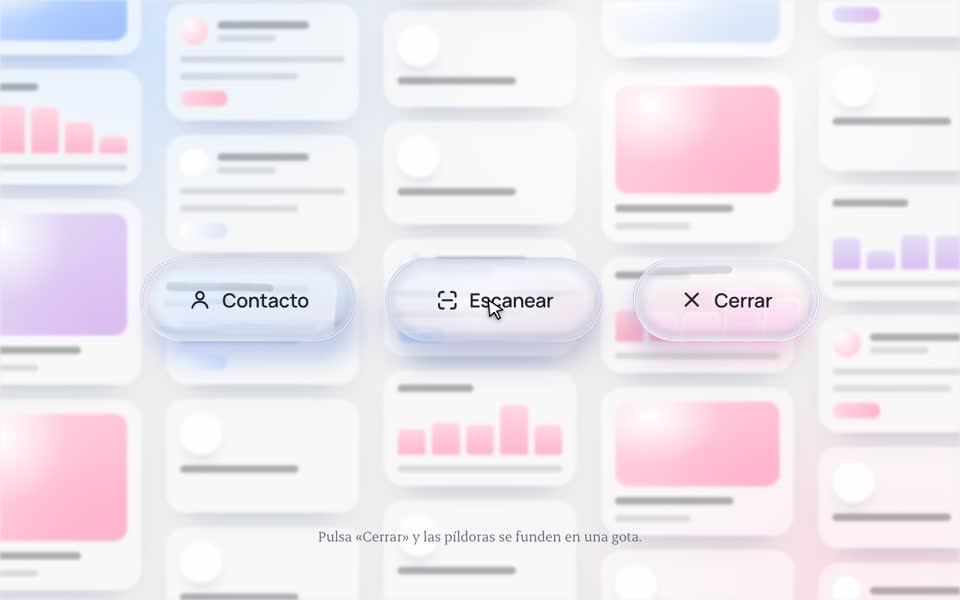 Contacto
Escanear
Cerrar
Pulsa «Cerrar» y las píldoras se funden en una gota.